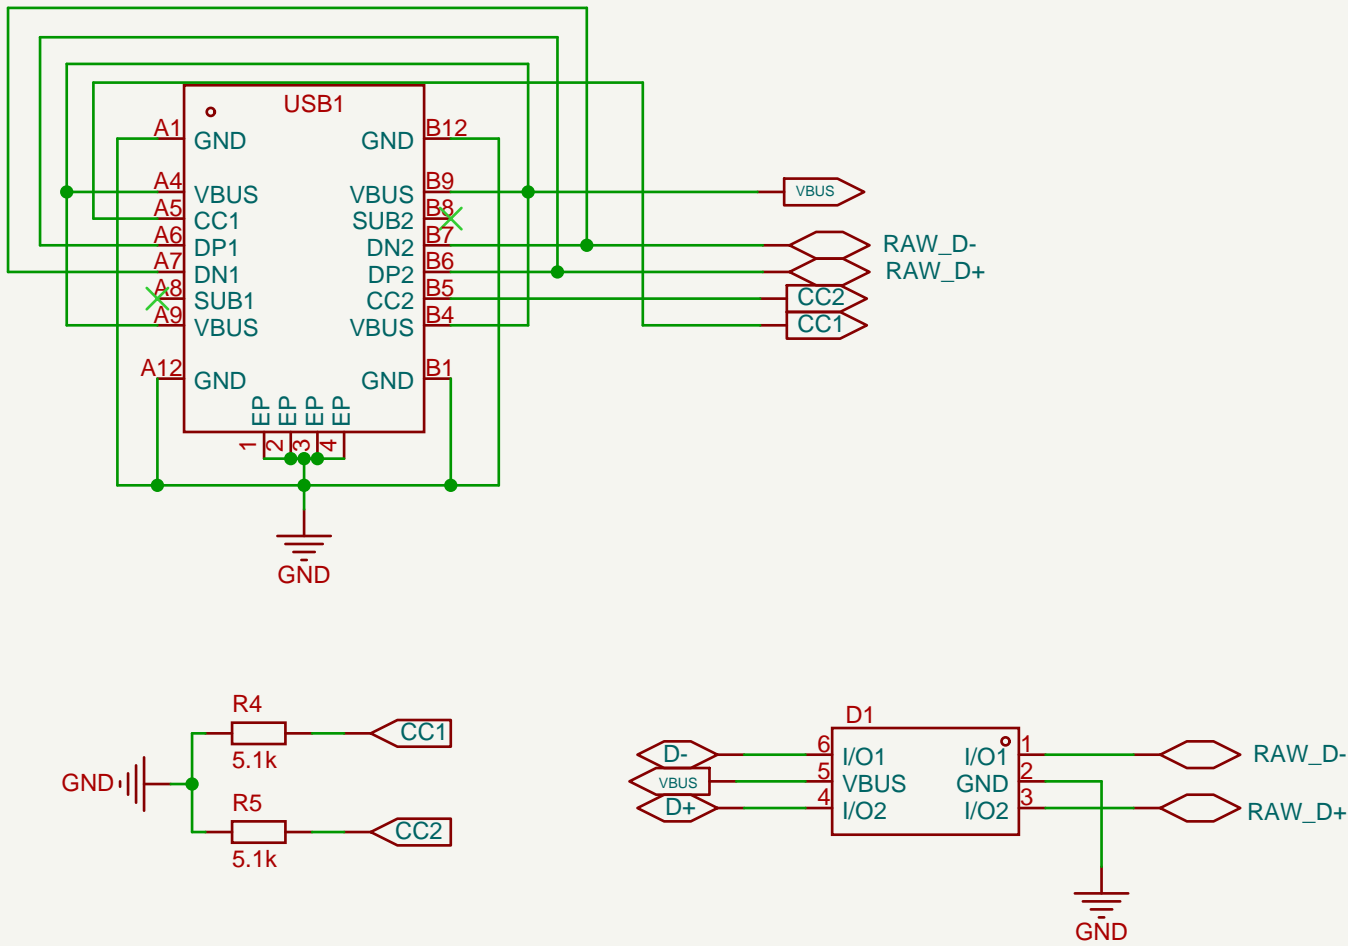 USB1
A1 GND GND B12
A4 VBUS VBUS B9 VBUS
A5 CC1 SUB2 B8
A6 DP1 DN2 B7 RAW_D-
A7 DN1 DP2 B6 RAW_D+
A8 SUB1 CC2 B5 CC2
A9 VBUS VBUS B4 CC1
A12 GND GND B1
EP EP EP EP
1 2 3 4
GND
R4
CC1
5.1k
GND
R5
CC2
5.1k
D1
D- 6 I/O1 I/O1 1 RAW_D-
VBUS 5 VBUS GND 2
D+ 4 I/O2 I/O2 3 RAW_D+
GND